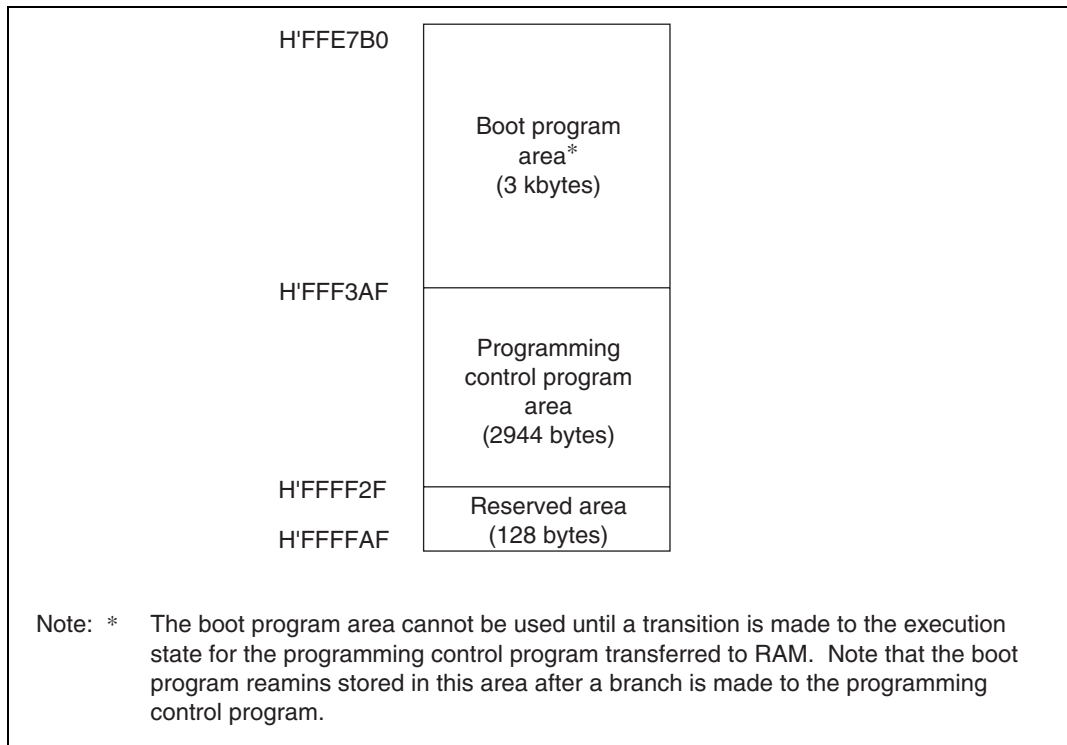 H'FFE7B0
Boot program
area*
(3 kbytes)
H'FFF3AF
Programming
control program
area
(2944 bytes)
H'FFFF2F
Reserved area
(128 bytes)
H'FFFFAF
Note: * The boot program area cannot be used until a transition is made to the execution
state for the programming control program transferred to RAM. Note that the boot
program reamins stored in this area after a branch is made to the programming
control program.